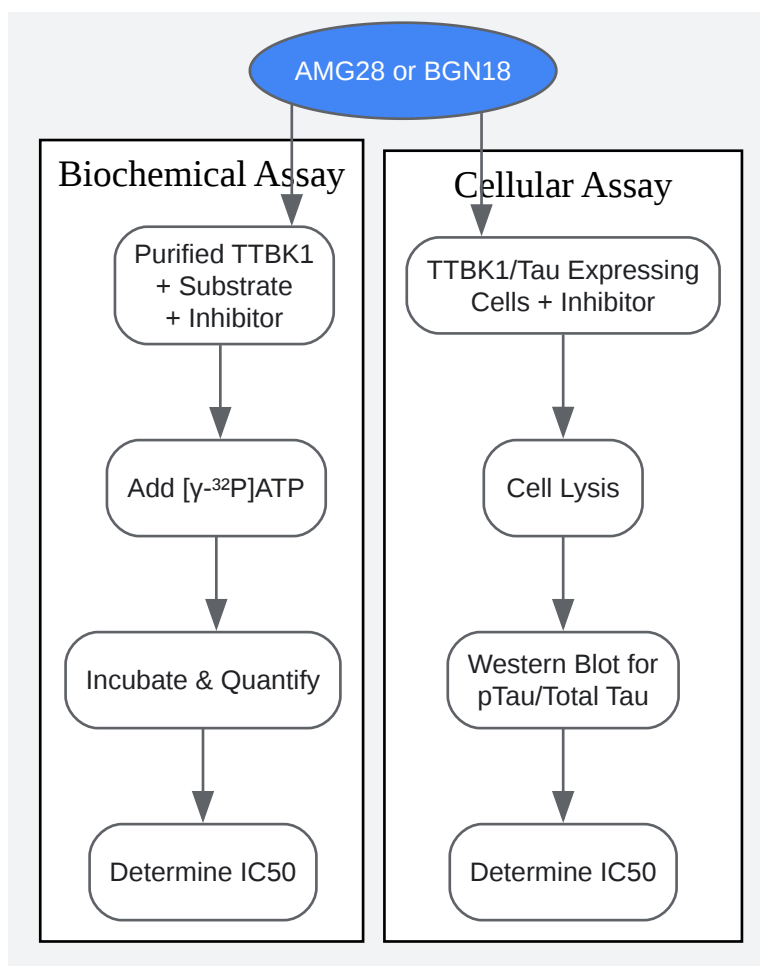 AMG28 or BGN18
Biochemical Assay
Purified TTBK1
+ Substrate
+ Inhibitor
Add [γ-³²P]ATP
Incubate & Quantify
Determine IC50
Cellular Assay
TTBK1/Tau Expressing
Cells + Inhibitor
Cell Lysis
Western Blot for
pTau/Total Tau
Determine IC50